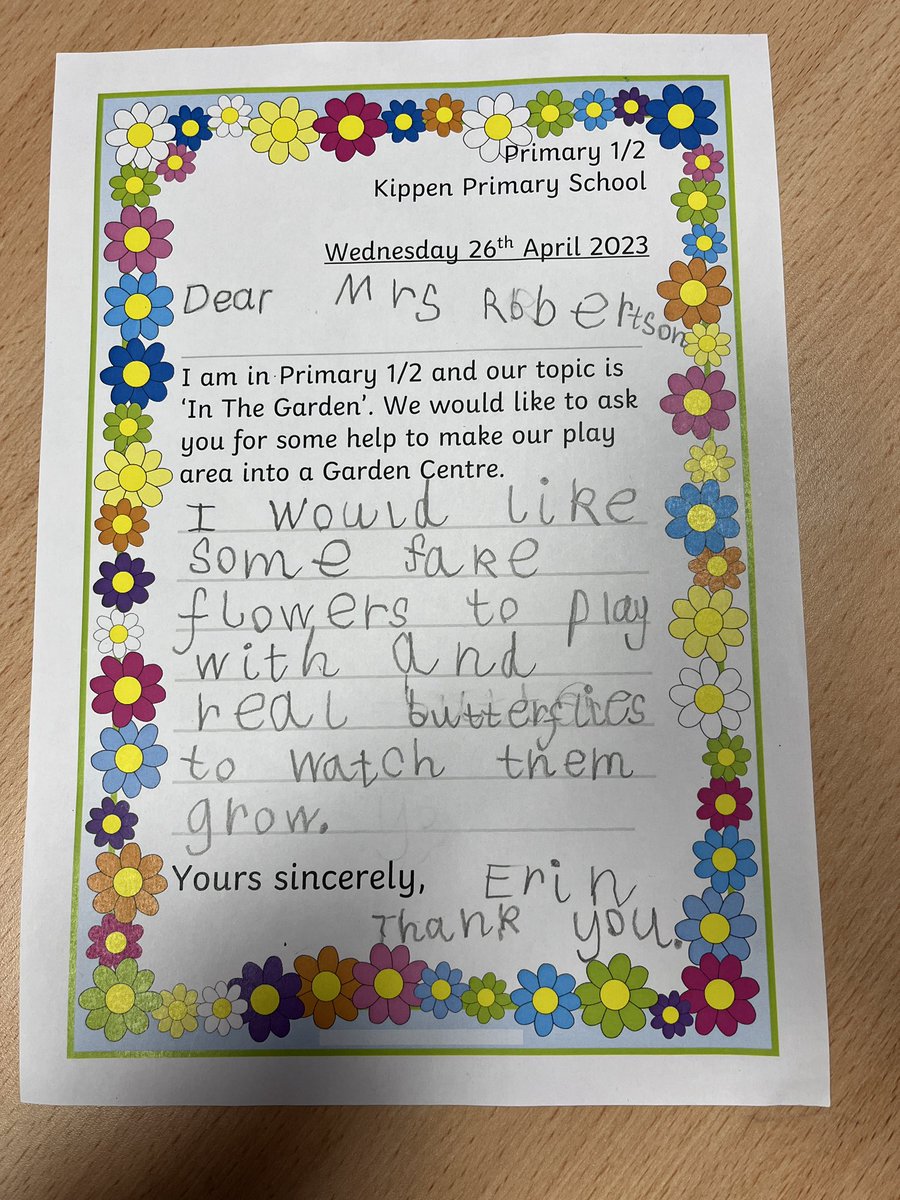 Primary 1/2
Kippen Primary School
Wednesday 26th April 2023
Dear Mrs Robertson
I am in Primary 1/2 and our topic is
‘In The Garden’. We would like to ask
you for some help to make our play
area into a Garden Centre.
I would like
some fake
flowers to play
with and
real butterflies
to watch them
grow.
Yours sincerely, Erin
Thank you.